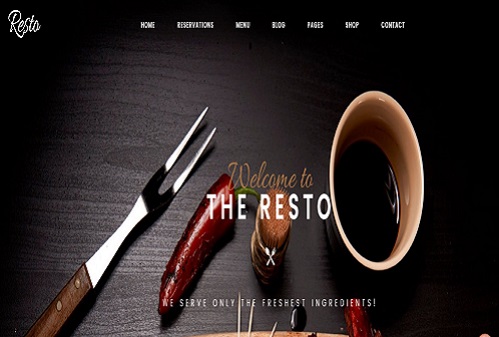 Resto
HOME RESERVATIONS MENU BLOG PAGES SHOP CONTACT
Welcome to
THE RESTO
WE SERVE ONLY THE FRESHEST INGREDIENTS!